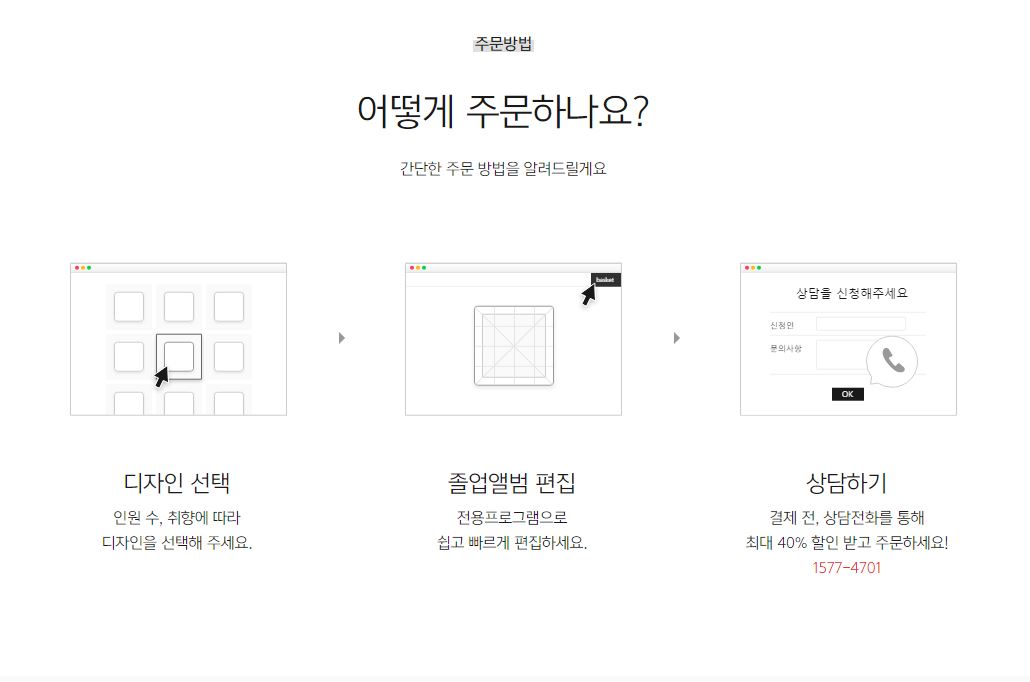 주문방법
어떻게 주문하나요?
간단한 주문 방법을 알려드릴게요
basket
상담을 신청해주세요
신청인
문의사항
OK
디자인 선택
인원 수, 취향에 따라
디자인을 선택해 주세요.
졸업앨범 편집
전용프로그램으로
쉽고 빠르게 편집하세요.
상담하기
결제 전, 상담전화를 통해
최대 40% 할인 받고 주문하세요!
1577-4701